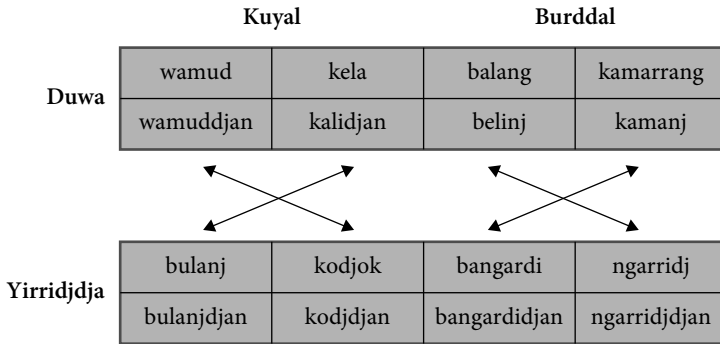 Kuyal Burddal
Duwa
wamud kela balang kamarrang
wamuddjan kalidjan belinj kamanj
Yirridjdja
bulanj kodjok bangardi ngarridj
bulanjdjan kodjdjan bangardidjan ngarridjdjan